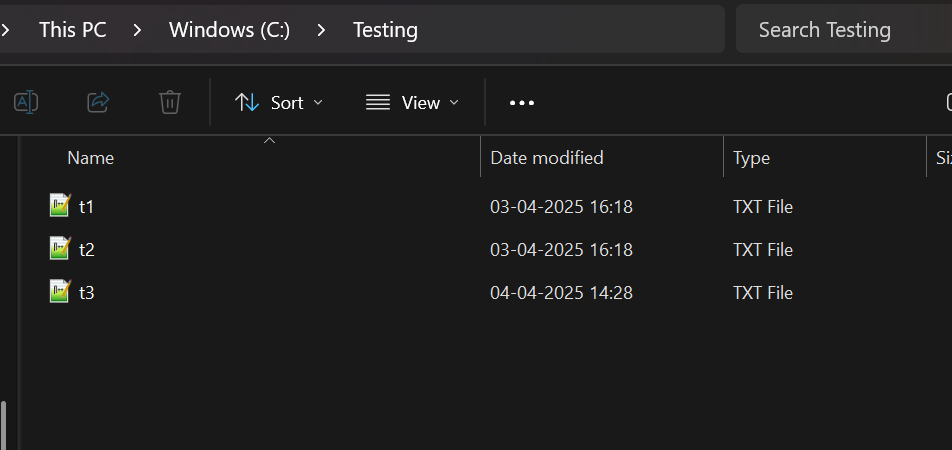 This PC > Windows (C:) > Testing Search Testing
Sort View
Name Date modified Type
t1 03-04-2025 16:18 TXT File
t2 03-04-2025 16:18 TXT File
t3 04-04-2025 14:28 TXT File